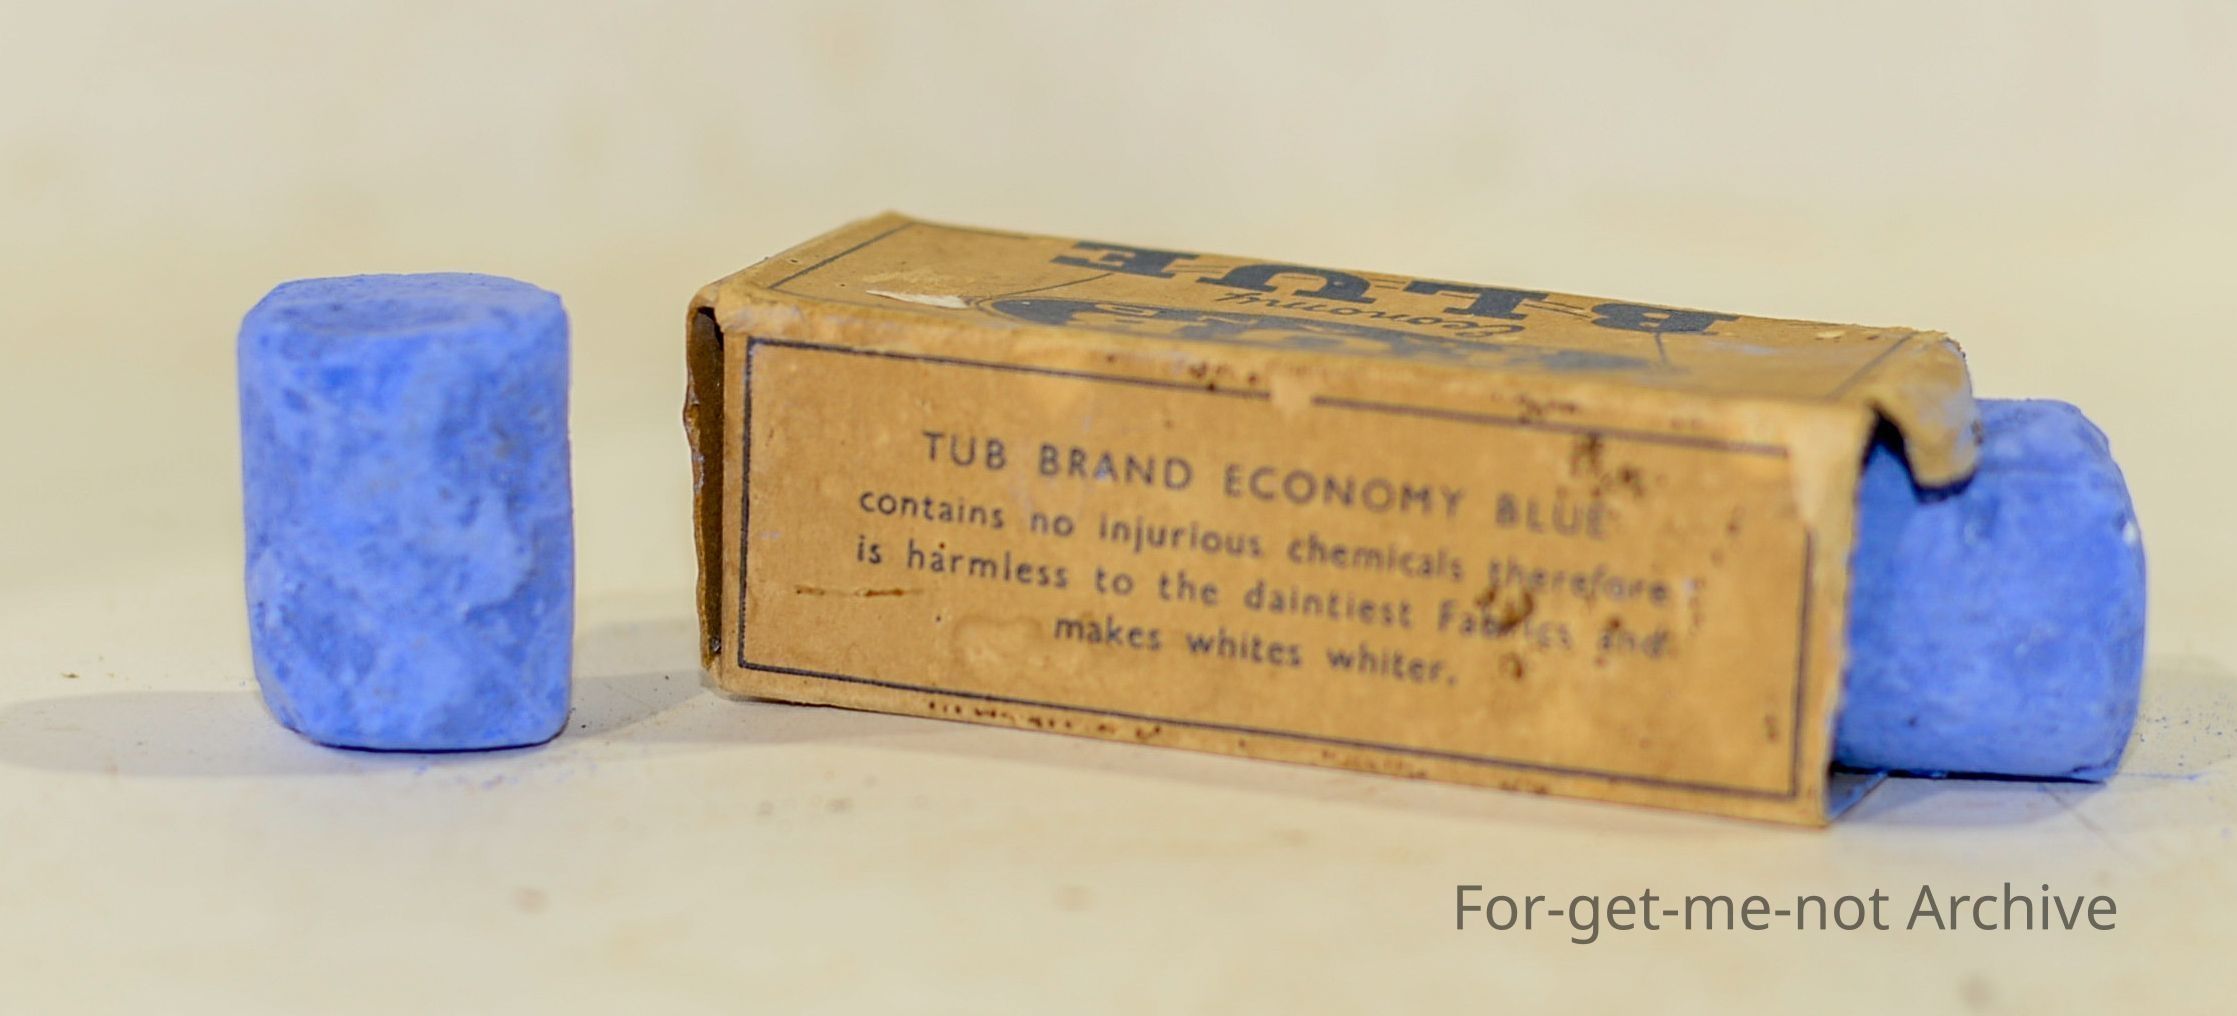 BLUE
Economy
TUB BRAND ECONOMY BLUE
contains no injurious chemicals therefore
is harmless to the daintiest Fabrics and
makes whites whiter.
For-get-me-not Archive